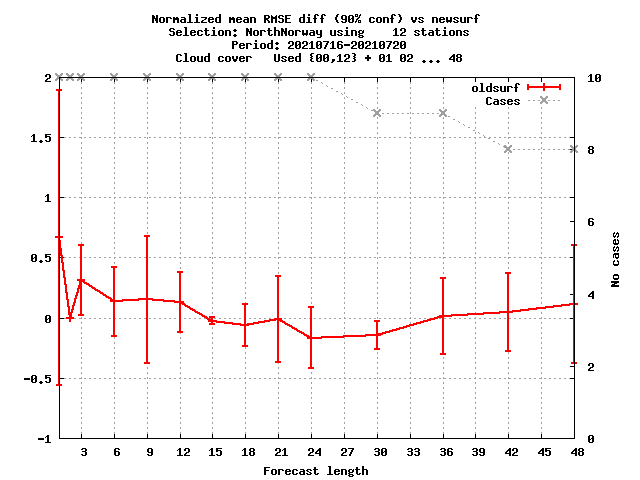 Normalized mean RMSE diff (90% conf) vs newsurf
Selection: NorthNorway using    12 stations
Period: 20210716-20210720
Cloud cover   Used {00,12} + 01 02 ... 48
oldsurf
Cases
2
1.5
1
0.5
0
-0.5
-1
10
8
6
4
2
0
No cases
3 6 9 12 15 18 21 24 27 30 33 36 39 42 45 48
Forecast length